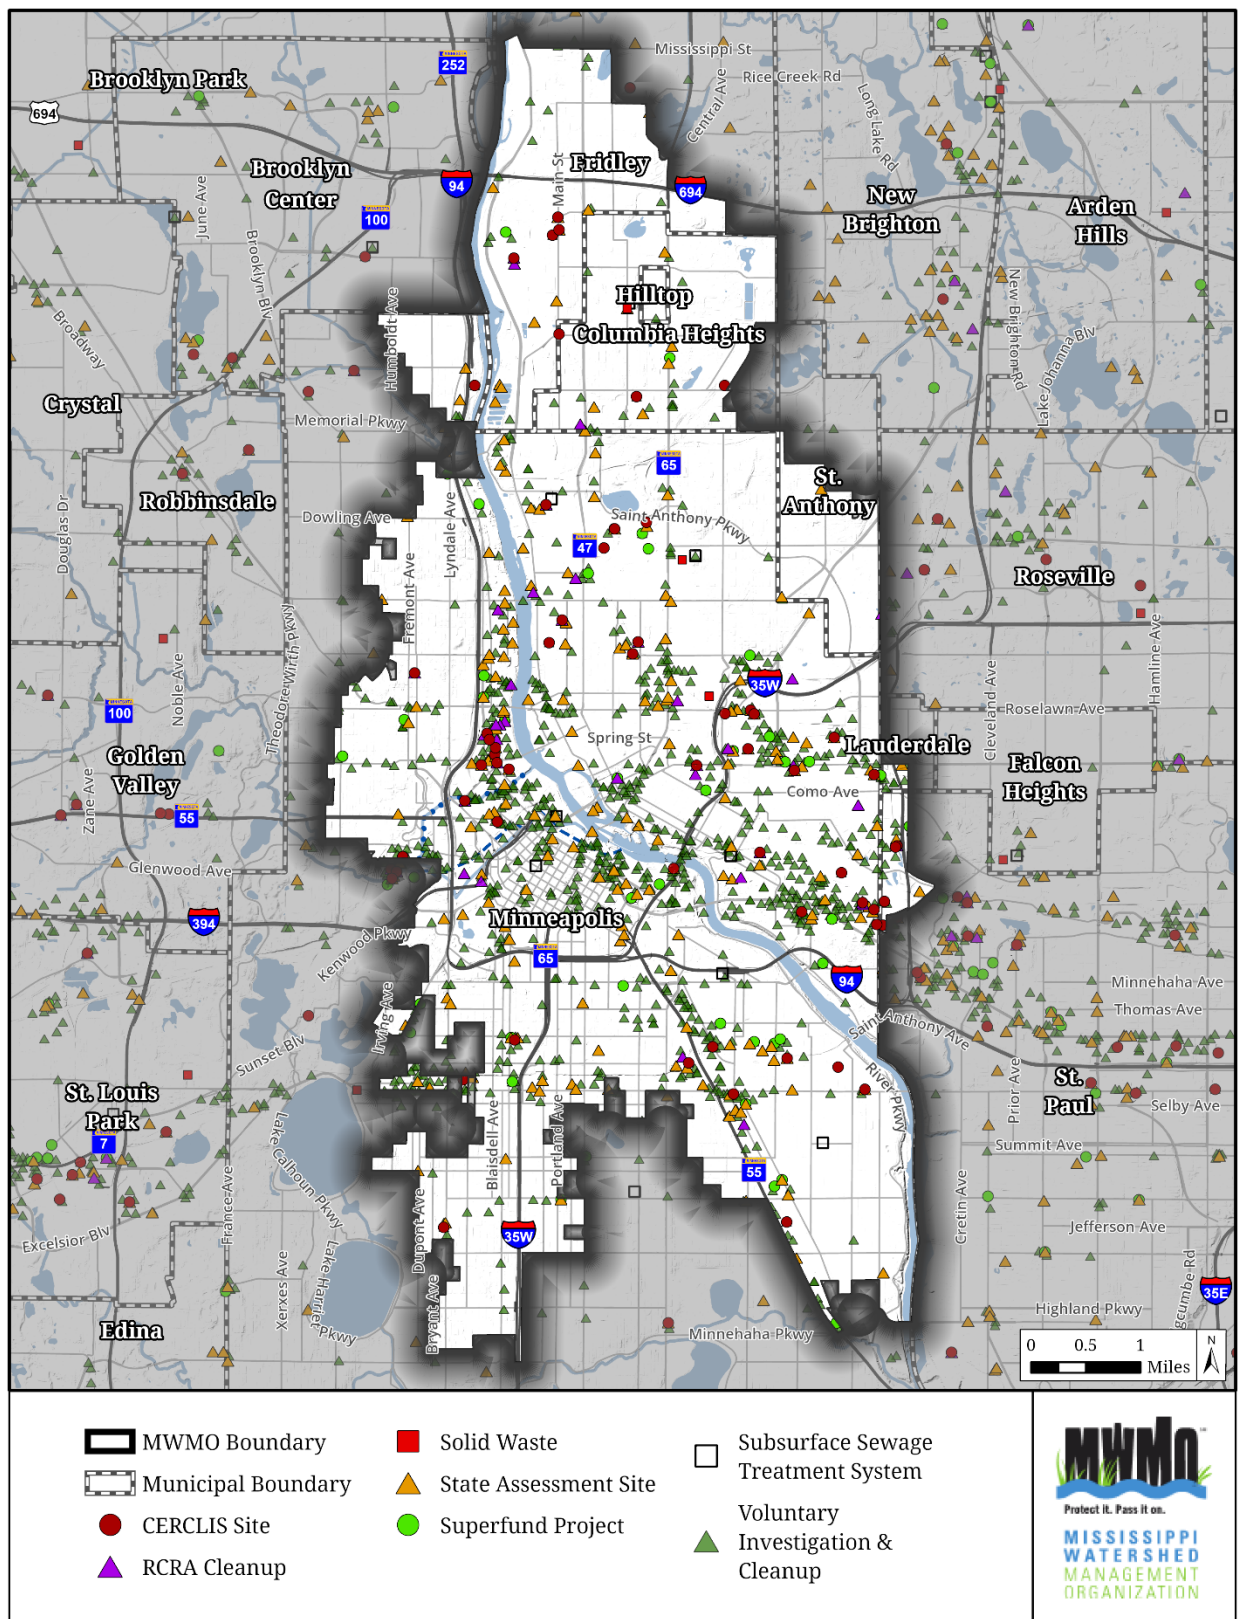 Mississippi St
Brooklyn Park
252
Rice Creek Rd
Central Ave
Long Lake Rd
694
Brooklyn
Center
Fridley
Main St
94
694
New
Brighton
Arden
Hills
June Ave
100
Brooklyn Blv
Humboldt Ave
Hilltop
Columbia Heights
New Brighton Rd
Lake Johanna Blv
Broadway
Crystal
Memorial Pkwy
65
St.
Anthony
Robbinsdale
Dowling Ave
Lyndale Ave
Saint Anthony Pkwy
Douglas Dr
47
Fremont Ave
Roseville
Theodore Wirth Pkwy
Noble Ave
Hamline Ave
Cleveland Ave
35W
100
Roselawn Ave
Spring St
Lauderdale
Golden
Valley
Falcon
Heights
Zane Ave
Como Ave
55
Glenwood Ave
394
Minneapolis
Kenwood Pkwy
65
94
Minnehaha Ave
Thomas Ave
Irving Ave
Saint Anthony Ave
Sunset Blv
River Pkwy
Prior Ave
St. Louis
Park
7
St.
Paul
Selby Ave
Lake Calhoun Pkwy
Blaisdell Ave
Portland Ave
Summit Ave
55
France Ave
Dupont Ave
Cretin Ave
Excelsior Blv
35W
Jefferson Ave
Xerxes Ave
Lake Harriet Pkwy
Bryant Ave
gcumbe Rd
35E
Highland Pkwy
Edina
Minnehaha Pkwy
0 0.5 1
Miles
N
MWMO Boundary
Municipal Boundary
CERCLIS Site
RCRA Cleanup
Solid Waste
State Assessment Site
Superfund Project
Subsurface Sewage
Treatment System
Voluntary
Investigation &
Cleanup
MWMO
Protect it. Pass it on.
MISSISSIPPI
WATERSHED
MANAGEMENT
ORGANIZATION